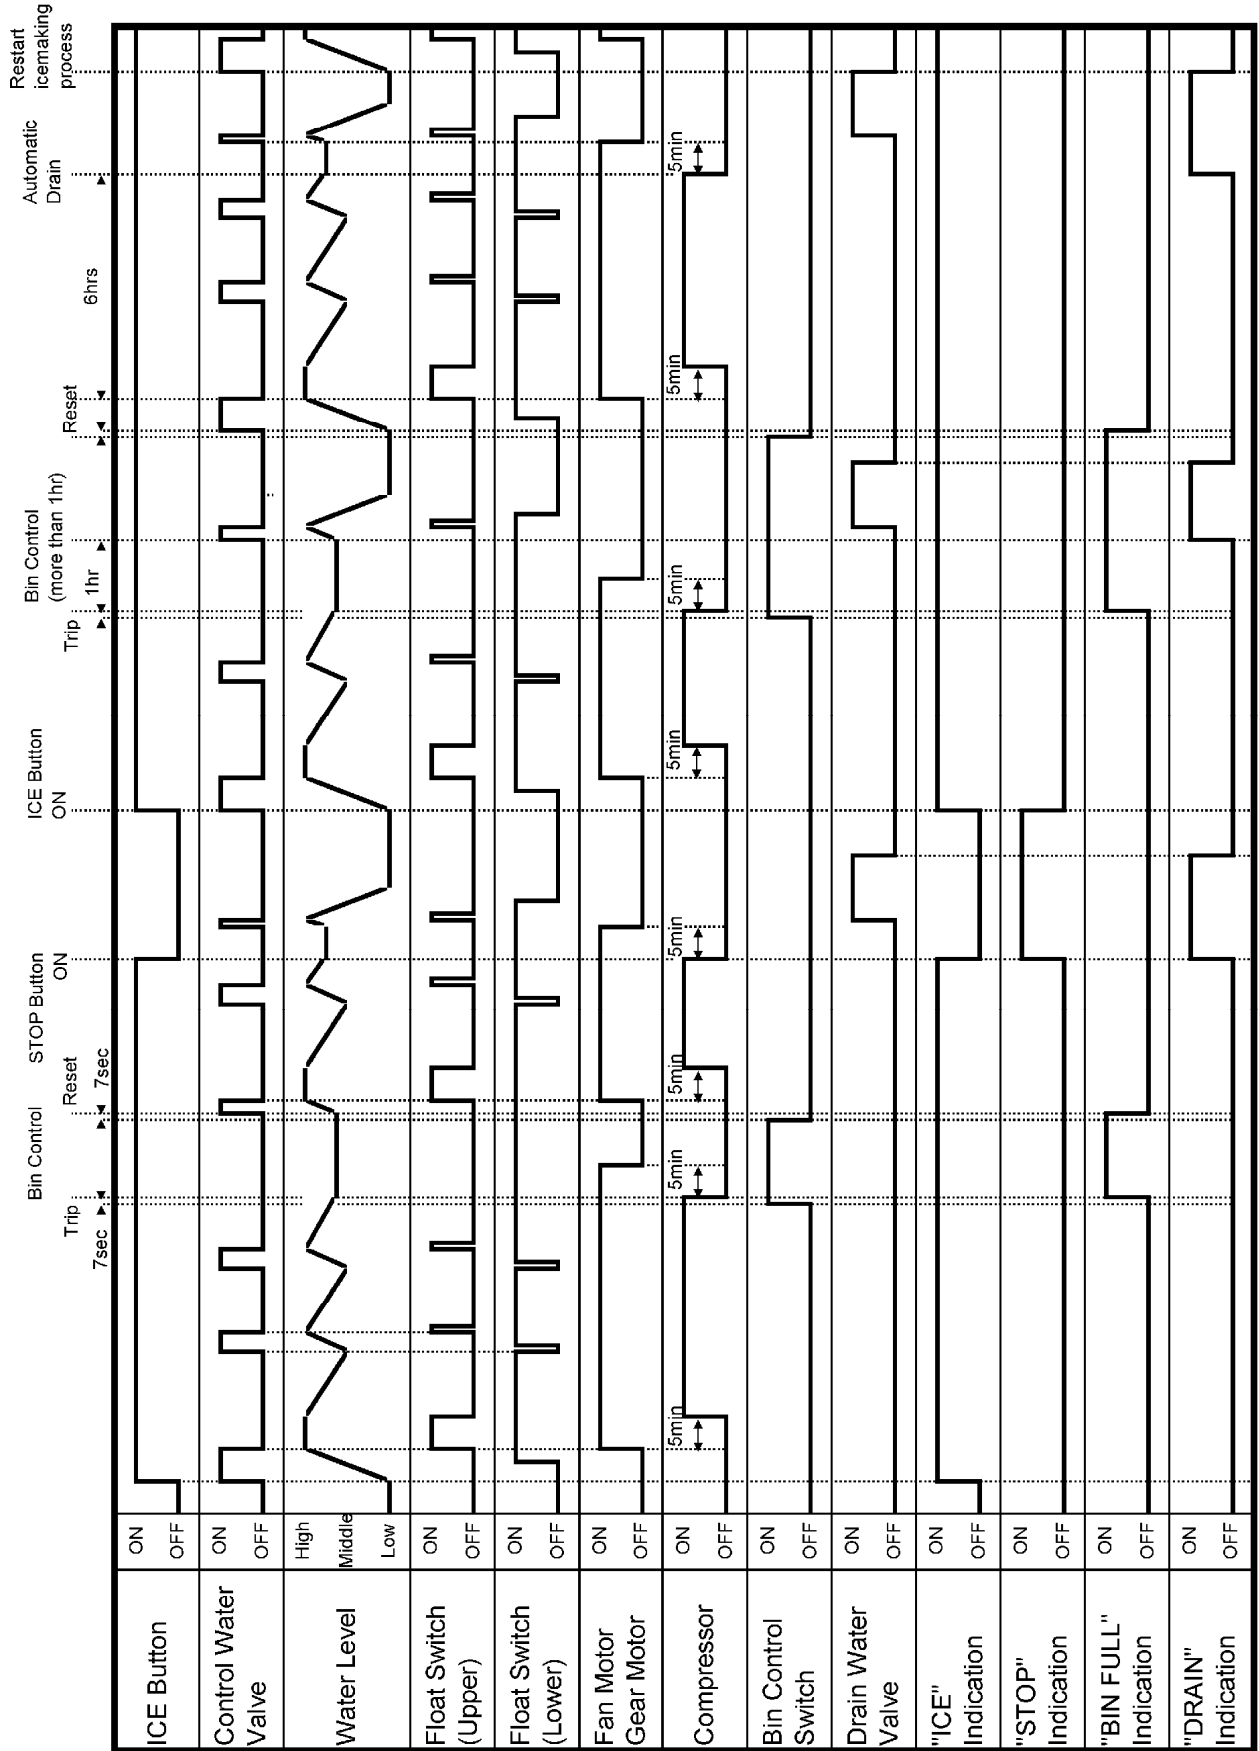 Trip
Bin Control
Reset
STOP Button
ON
ICE Button
ON
Trip
Bin Control
(more than 1hr)
Reset
Automatic
Drain
Restart
icemaking
process
7sec
7sec
1hr
6hrs
ICE Button
ON
OFF
Control Water
Valve
ON
OFF
Water Level
High
Middle
Low
Float Switch
(Upper)
ON
OFF
Float Switch
(Lower)
ON
OFF
Fan Motor
Gear Motor
ON
OFF
Compressor
ON
OFF
5min
5min
5min
5min
5min
5min
5min
5min
Bin Control
Switch
ON
OFF
Drain Water
Valve
ON
OFF
"ICE"
Indication
ON
OFF
"STOP"
Indication
ON
OFF
"BIN FULL"
Indication
ON
OFF
"DRAIN"
Indication
ON
OFF